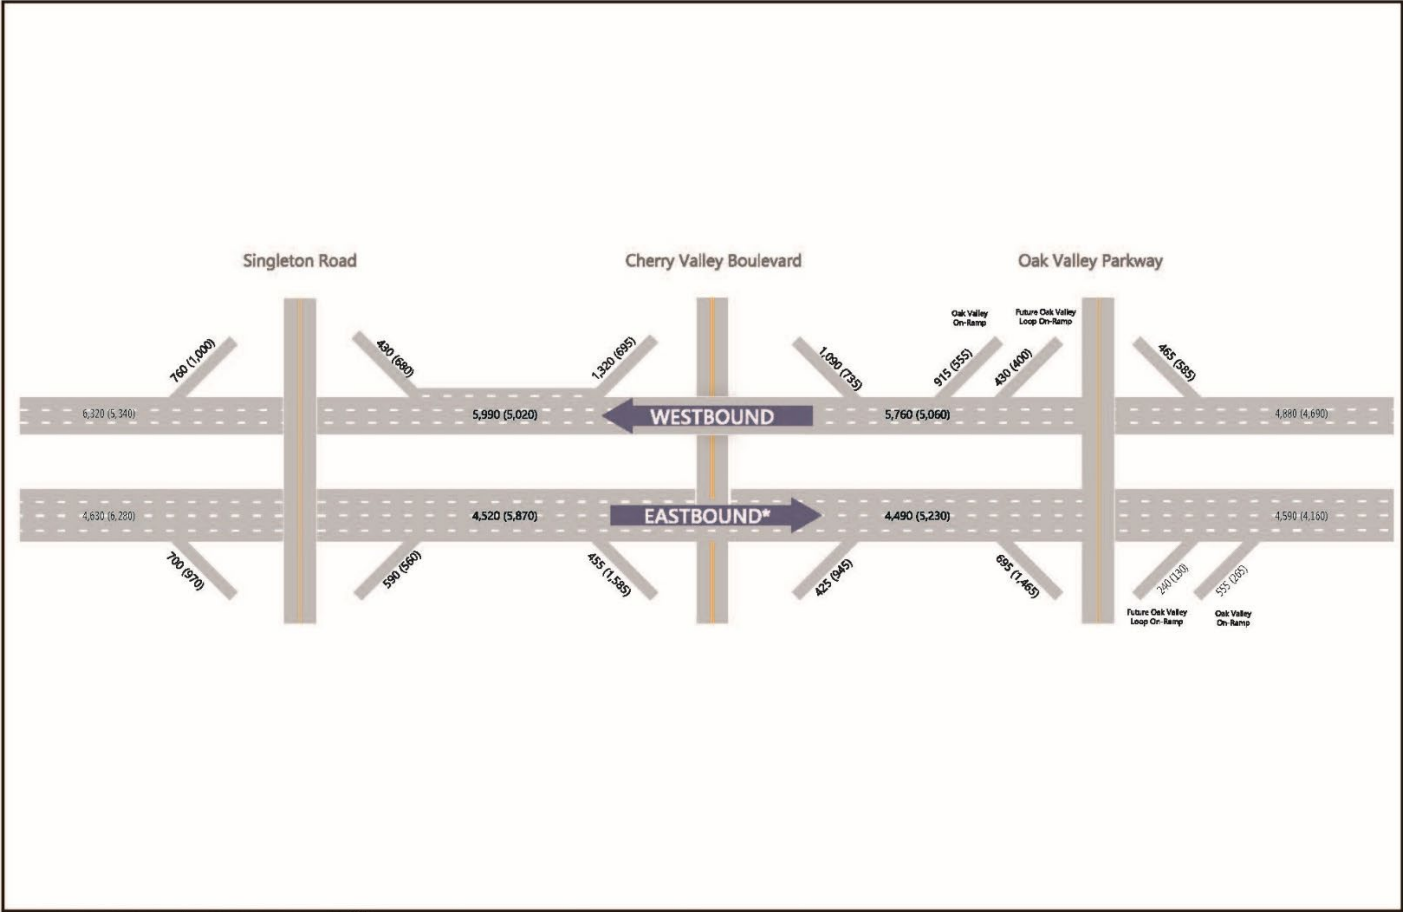 Singleton Road
Cherry Valley Boulevard
Oak Valley Parkway
Oak Valley
On-Ramp
Future Oak Valley
Loop On-Ramp
760 (1,000)
430 (680)
1,320 (695)
1,090 (735)
915 (555)
430 (400)
465 (585)
6,320 (5,340)
5,990 (5,020)
WESTBOUND
5,760 (5,060)
4,880 (4,690)
4,630 (6,280)
4,520 (5,870)
EASTBOUND*
4,490 (5,230)
4,590 (4,160)
700 (970)
590 (560)
455 (1,585)
425 (945)
695 (1,465)
240 (130)
555 (265)
Future Oak Valley
Loop On-Ramp
Oak Valley
On-Ramp